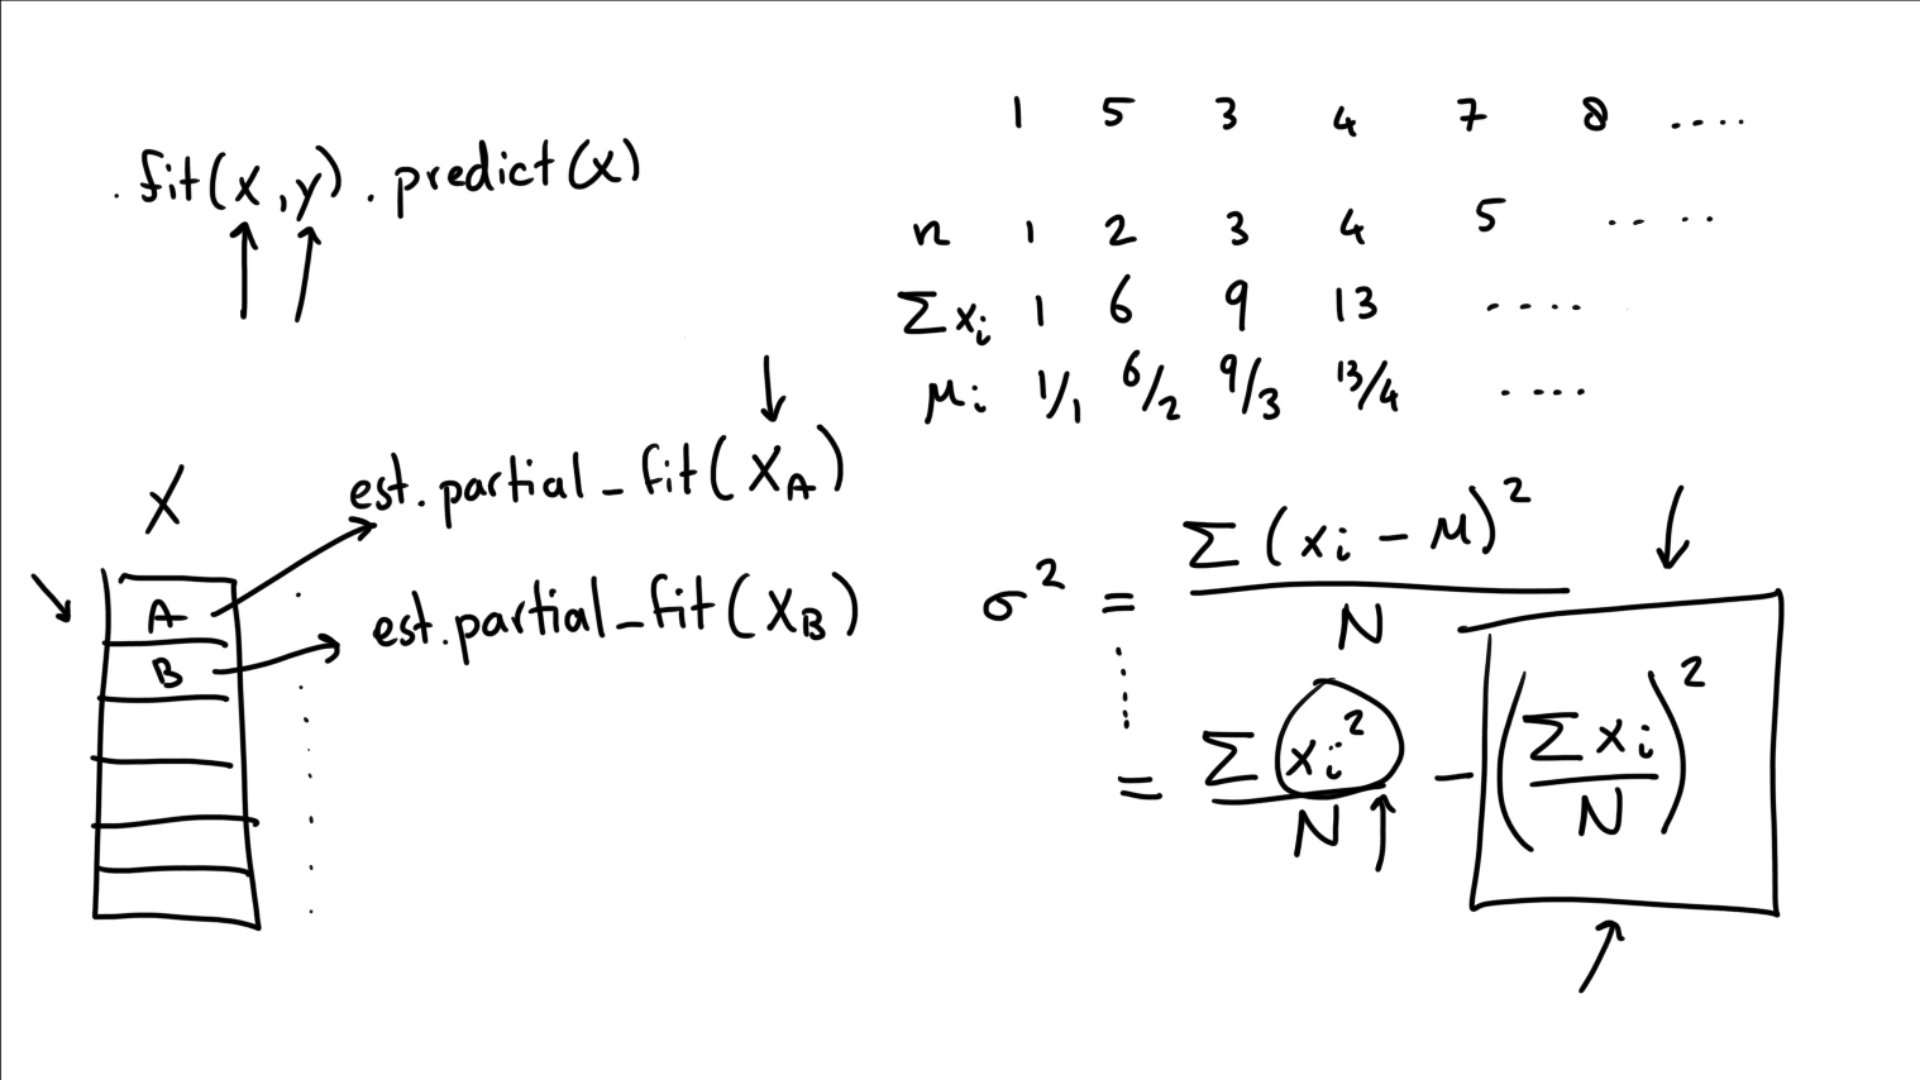 .fit(X,y).predict(X)
X
A
B
est.partial_fit(X_A)
est.partial_fit(X_B)
1 5 3 4 7 8 ....
n 1 2 3 4 5 ....
Σxi 1 6 9 13 ....
μi 1/1 6/2 9/3 13/4 ....
σ² = Σ(xi - μ)² / N
= Σxi² / N - (Σxi / N)²